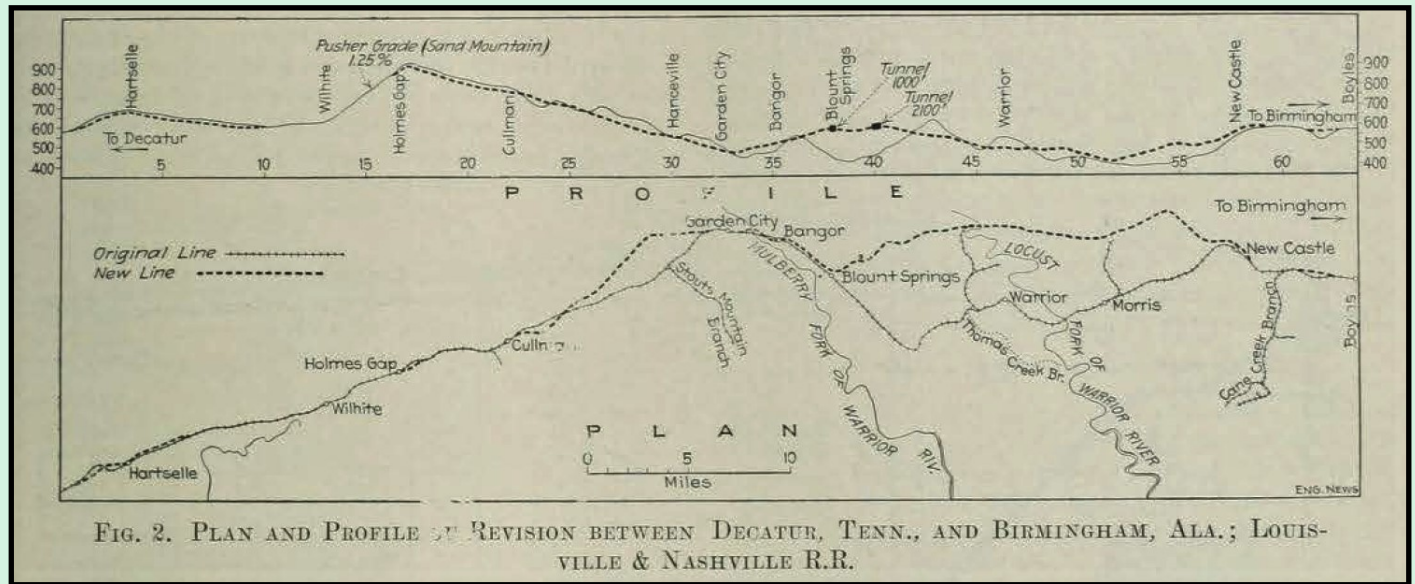 Pusher Grade (Sand Mountain)
1.25%
Hartselle
Wilhite
Holmes Gap
Cullman
Hanceville
Garden City
Bangor
Blount Springs
Tunnel 1000'
Tunnel 2100'
Warrior
New Castle
Boyles
900
800
700
600
500
400
900
800
700
600
500
400
To Decatur
To Birmingham
5 10 15 20 25 30 35 40 45 50 55 60
PROFILE
Original Line
New Line
Garden City
Bangor
To Birmingham
New Castle
Blount Springs
LOCUST
FORK OF
WARRIOR RIVER
MULBERRY
FORK OF
WARRIOR RIV.
Stouts Mountain
Branch
Warrior
Morris
Thomas Creek Br.
Cane Creek Branch
Boyles
Cullm
Holmes Gap
Wilhite
Hartselle
PLAN
0 5 10
Miles
ENG. NEWS
FIG. 2. PLAN AND PROFILE REVISION BETWEEN DECATUR, TENN., AND BIRMINGHAM, ALA.; LOUIS-
VILLE & NASHVILLE R.R.